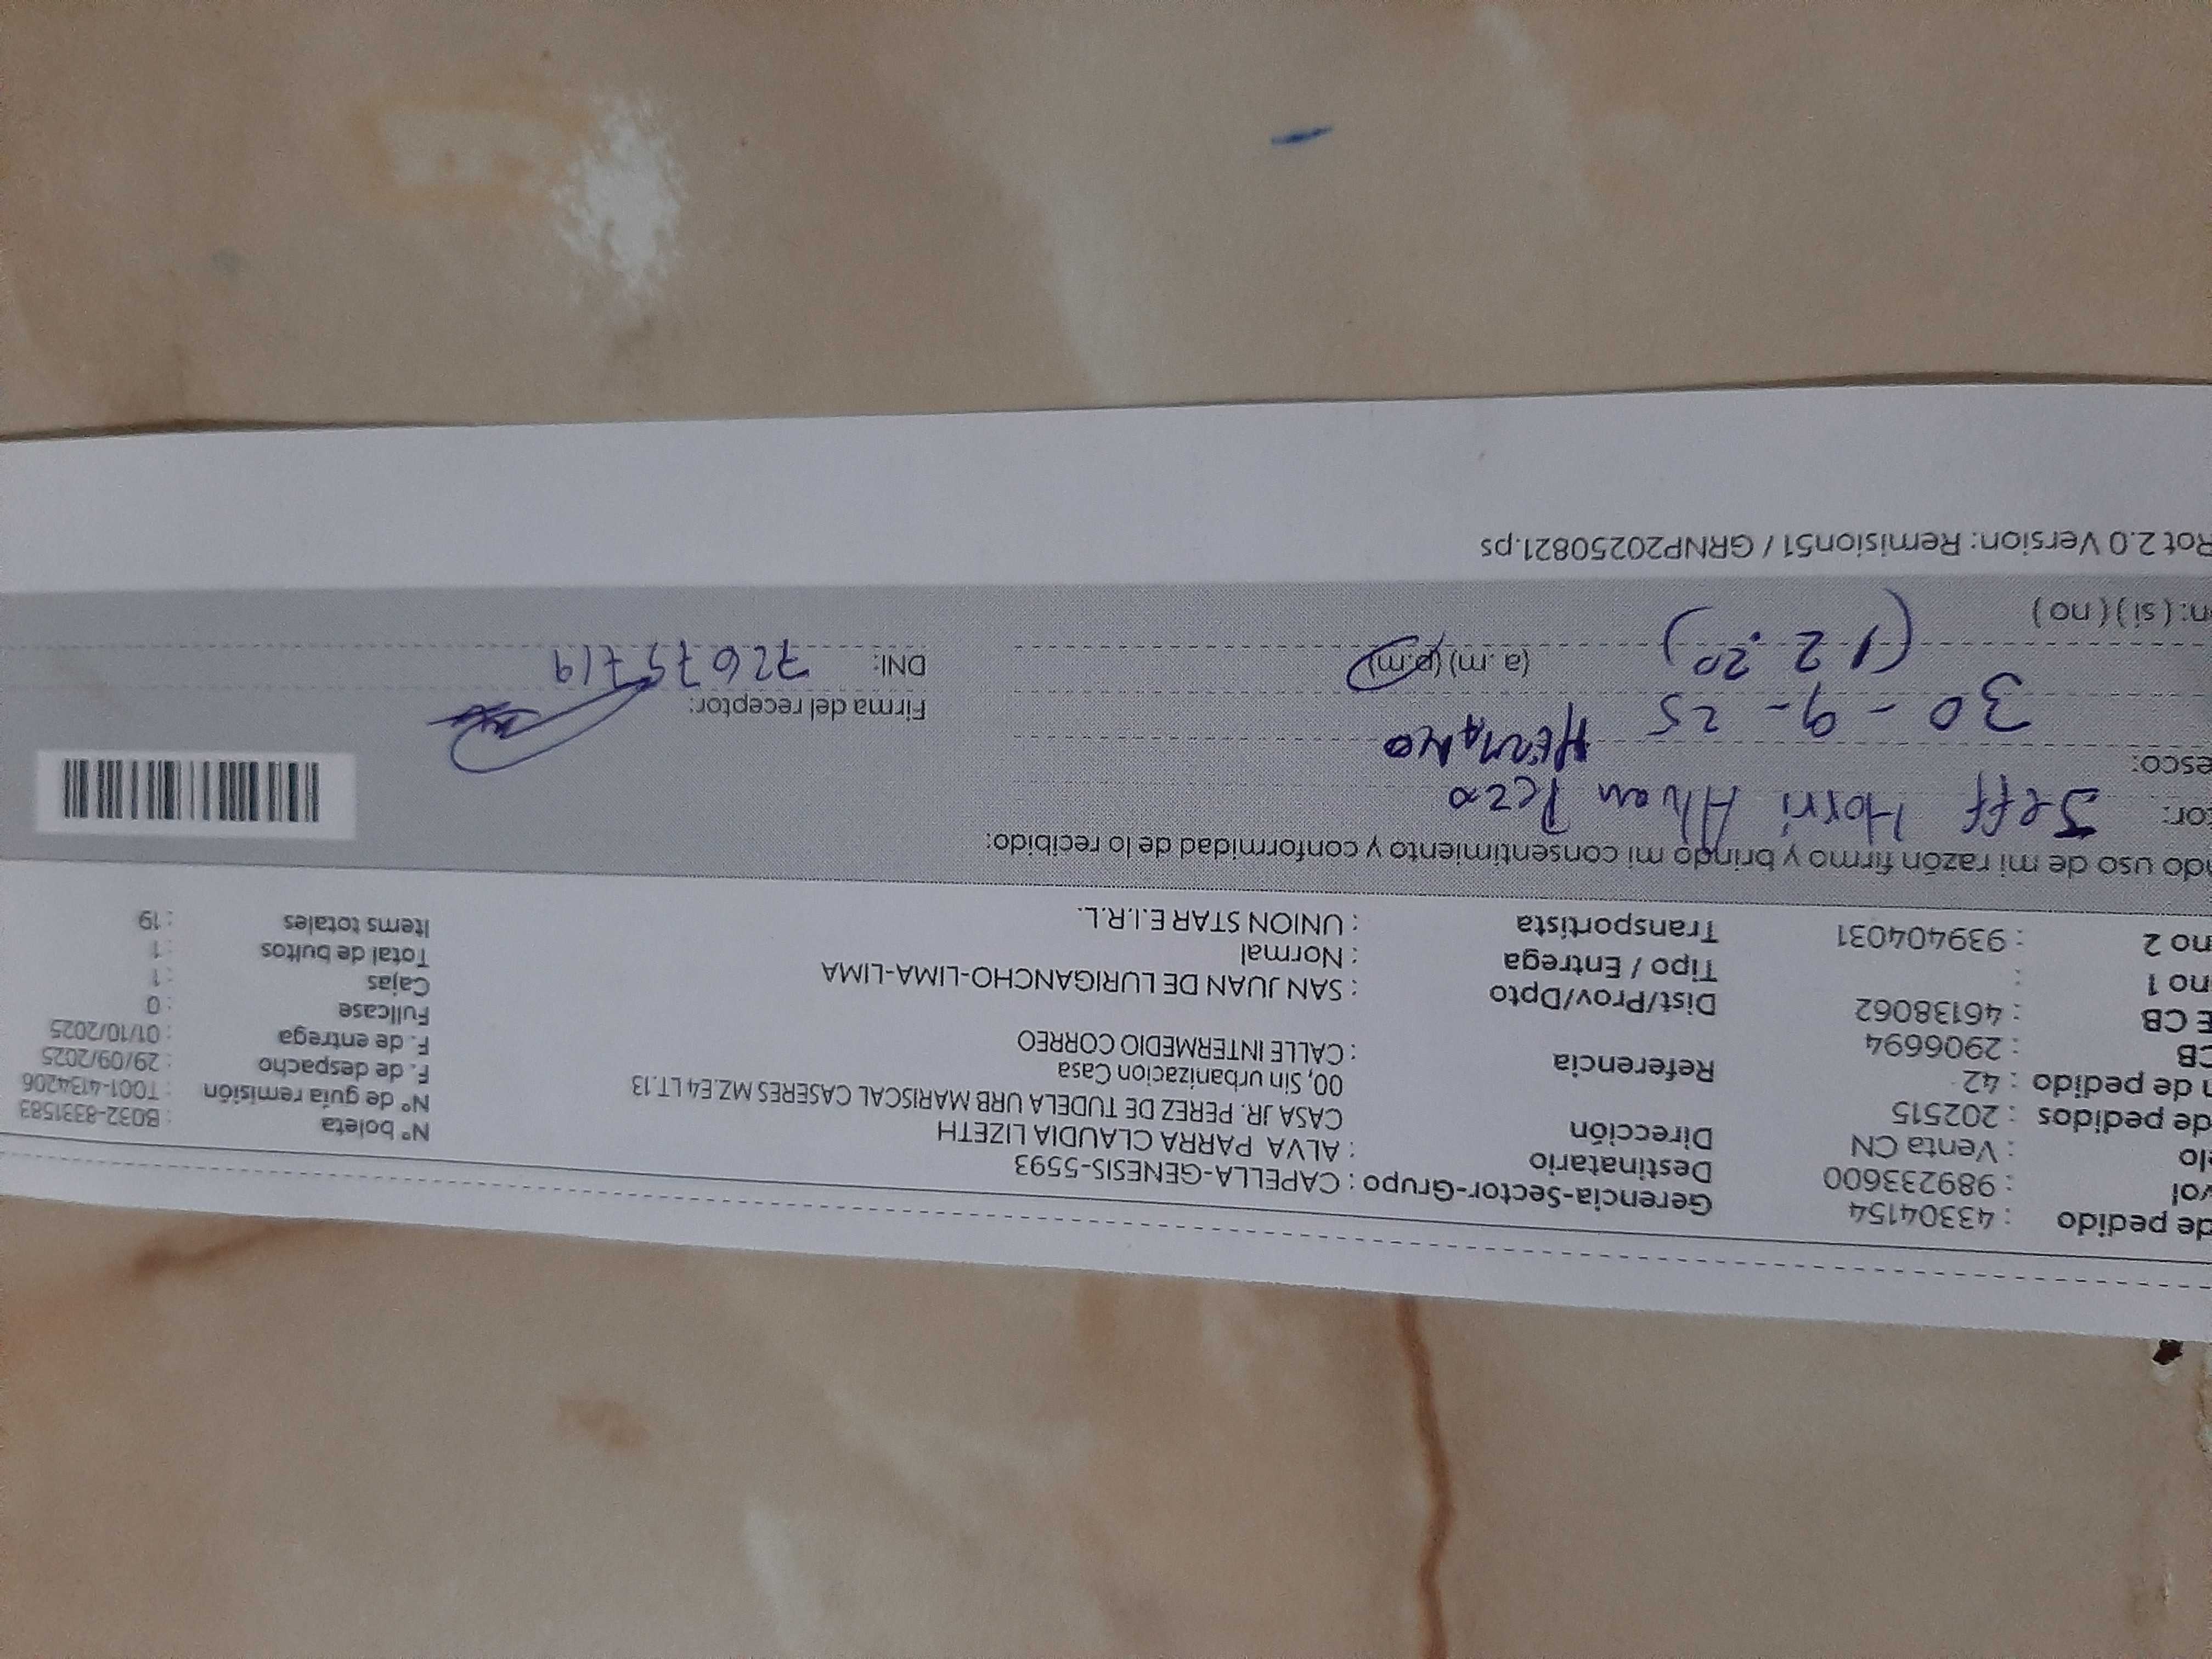 de pedido : 43304154 Gerencia-Sector-Grupo : CAPELLA-GENESIS-5593 Nº boleta : B032-8331583
vol : 989233600 Destinatario : ALVA PARRA CLAUDIA LIZETH Nº de guía remisión : T001-4134206
elo : Venta CN Dirección CASA JR. PEREZ DE TUDELA URB MARISCAL CASERES MZ.E4 LT.13 F. de despacho : 29/09/2025
de pedidos : 202515 00, Sin urbanizacion Casa F. de entrega : 01/10/2025
n de pedido : 42 Referencia : CALLE INTERMEDIO CORREO Fullcase : 0
CB : 2906694 Dist/Prov/Dpto : SAN JUAN DE LURIGANCHO-LIMA-LIMA Cajas : 1
E CB : 46138062 Tipo / Entrega : Normal Total de bultos : 1
no 1 : Transportista : UNION STAR E.I.R.L. Items totales : 19
no 2 : 939404031
do uso de mi razón firmo y brindo mi consentimiento y conformidad de lo recibido:
tor: Jeff
esco: HERMANO Firma del receptor:
30 - 9 - 25
(12:20) (a.m) (p.m) DNI: 72675719
n: ( si ) ( no )
Rot 2.0 Version: Remision51 / GRNP20250821.ps